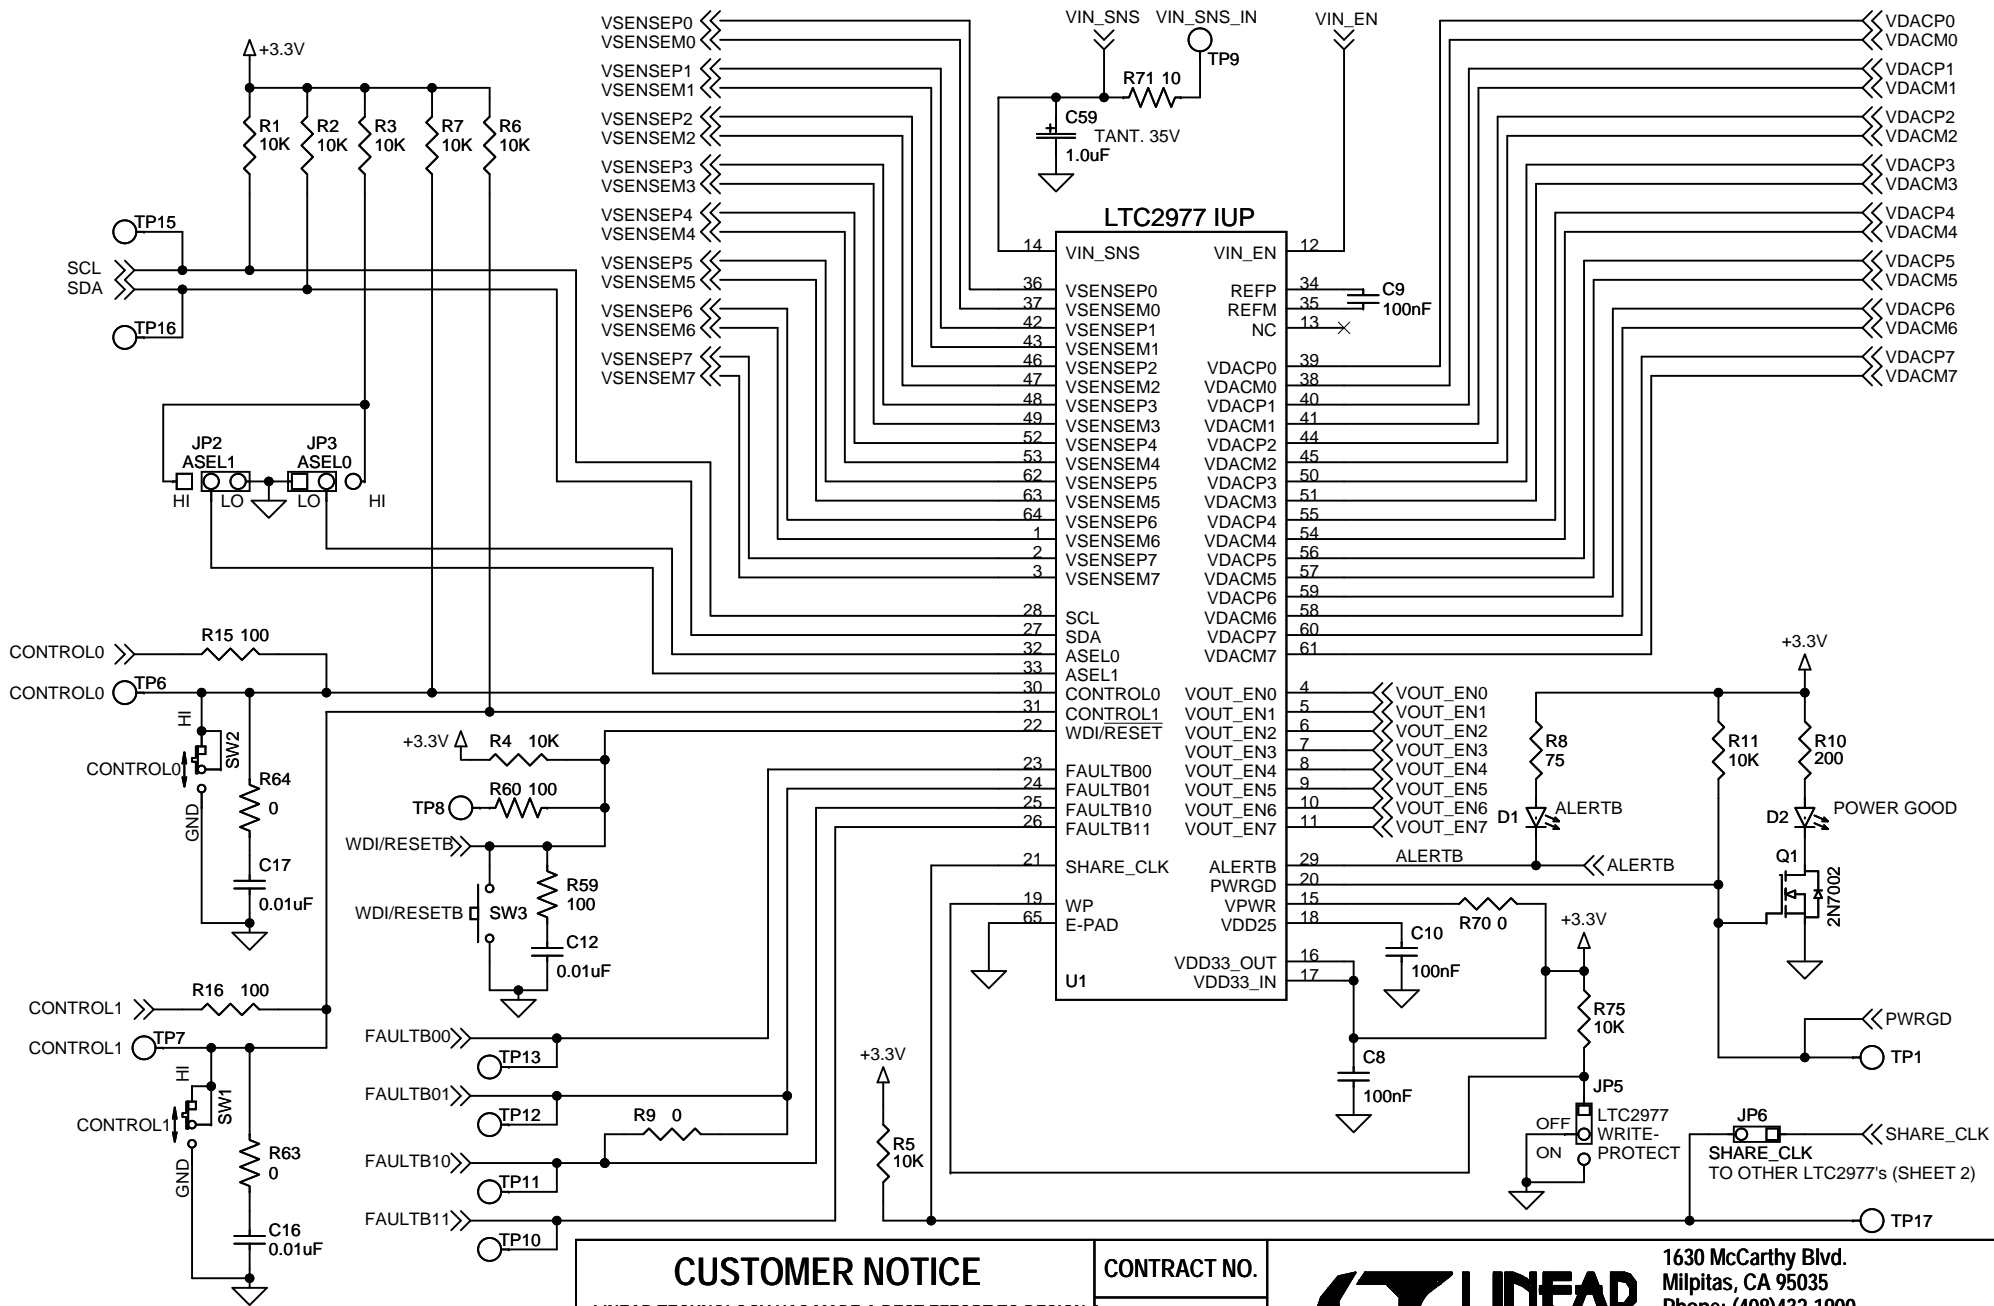 VSENSEP0
VSENSEM0
VSENSEP1
VSENSEM1
VSENSEP2
VSENSEM2
VSENSEP3
VSENSEM3
VSENSEP4
VSENSEM4
VSENSEP5
VSENSEM5
VSENSEP6
VSENSEM6
VSENSEP7
VSENSEM7
VIN_SNS
VIN_SNS_IN
TP9
VIN_EN
R71 10
C59
TANT. 35V
1.0uF
VDACP0
VDACM0
VDACP1
VDACM1
VDACP2
VDACM2
VDACP3
VDACM3
VDACP4
VDACM4
VDACP5
VDACM5
VDACP6
VDACM6
VDACP7
VDACM7
+3.3V
R1
10K
R2
10K
R3
10K
R7
10K
R6
10K
TP15
SCL
SDA
TP16
JP2
ASEL1
HI
LO
JP3
ASEL0
LO
HI
LTC2977 IUP
14 VIN_SNS
36 VSENSEP0
37 VSENSEM0
42 VSENSEP1
43 VSENSEM1
46 VSENSEP2
47 VSENSEM2
48 VSENSEP3
49 VSENSEM3
52 VSENSEP4
53 VSENSEM4
62 VSENSEP5
63 VSENSEM5
64 VSENSEP6
1 VSENSEM6
2 VSENSEP7
3 VSENSEM7
28 SCL
27 SDA
32 ASEL0
33 ASEL1
30 CONTROL0
31 CONTROL1
22 WDI/RESET
23 FAULTB00
24 FAULTB01
25 FAULTB10
26 FAULTB11
21 SHARE_CLK
19 WP
65 E-PAD
U1
VIN_EN 12
REFP 34
REFM 35
NC 13
VDACP0 39
VDACM0 38
VDACP1 40
VDACM1 41
VDACP2 44
VDACM2 45
VDACP3 50
VDACM3 51
VDACP4 55
VDACM4 54
VDACP5 56
VDACM5 57
VDACP6 59
VDACM6 58
VDACP7 60
VDACM7 61
VOUT_EN0 4
VOUT_EN1 5
VOUT_EN2 6
VOUT_EN3 7
VOUT_EN4 8
VOUT_EN5 9
VOUT_EN6 10
VOUT_EN7 11
ALERTB 29
PWRGD 20
VPWR 15
VDD25 18
VDD33_OUT 16
VDD33_IN 17
C9
100nF
VOUT_EN0
VOUT_EN1
VOUT_EN2
VOUT_EN3
VOUT_EN4
VOUT_EN5
VOUT_EN6
VOUT_EN7
ALERTB
CONTROL0
R15 100
CONTROL0
TP6
HI
SW2
CONTROL0
GND
R64
0
C17
0.01uF
+3.3V
R4 10K
TP8
R60 100
WDI/RESETB
WDI/RESETB
SW3
R59
100
C12
0.01uF
CONTROL1
R16 100
CONTROL1
TP7
HI
SW1
CONTROL1
GND
R63
0
C16
0.01uF
FAULTB00
TP13
FAULTB01
TP12
R9 0
FAULTB10
TP11
FAULTB11
TP10
+3.3V
R5
10K
+3.3V
R8
75
D1
ALERTB
ALERTB
R11
10K
R10
200
D2
POWER GOOD
Q1
2N7002
R70 0
C10
100nF
+3.3V
R75
10K
C8
100nF
JP5
OFF
ON
LTC2977
WRITE-
PROTECT
PWRGD
TP1
JP6
SHARE_CLK
SHARE_CLK
TO OTHER LTC2977's (SHEET 2)
TP17
CUSTOMER NOTICE
CONTRACT NO.
LINEAR
1630 McCarthy Blvd.
Milpitas, CA 95035
Phone: (408)432-1900
LINEAR TECHNOLOGY HAS MADE A BEST EFFORT TO DESIGN A